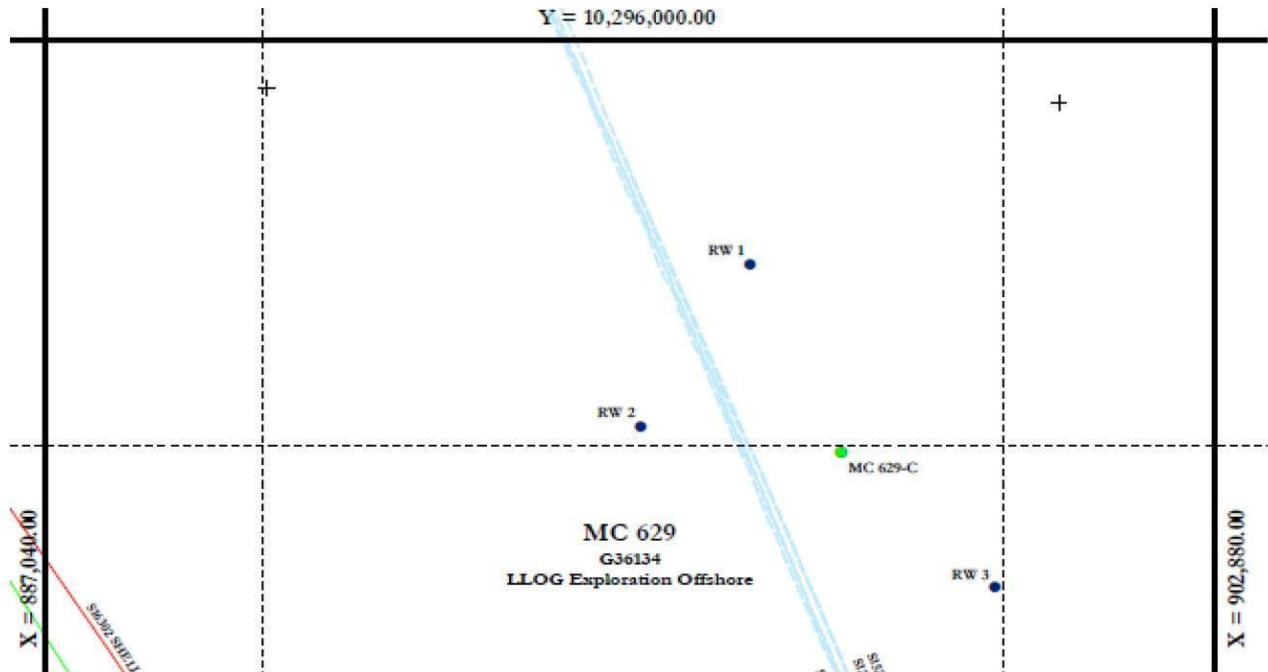 Y = 10,296,000.00
RW 1
RW 2
MC 629-C
MC 629
G36134
LLOG Exploration Offshore
RW 3
X = 887,040.00
X = 902,880.00